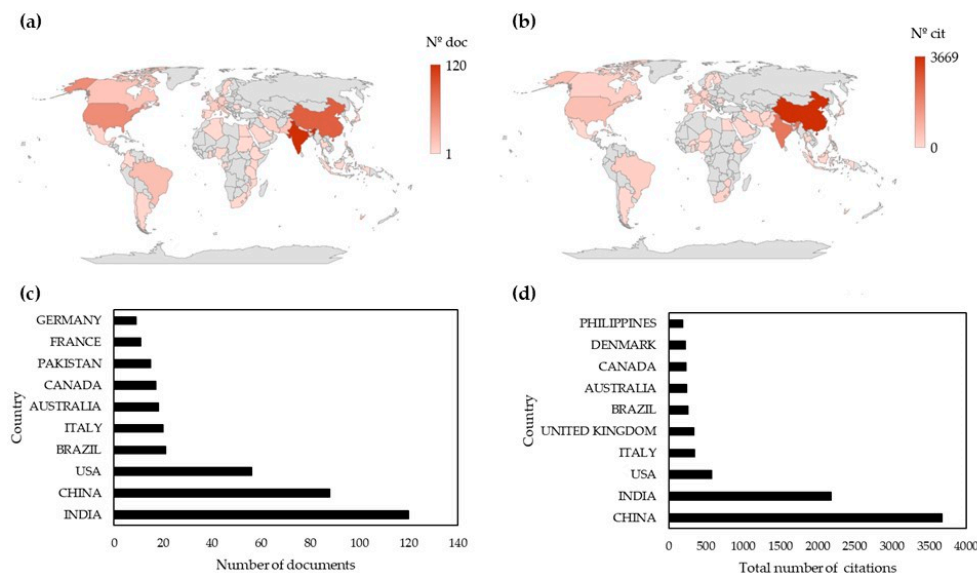 (a)
Nº doc
120
1
(b)
Nº cit
3669
0
(c)
Country
GERMANY
FRANCE
PAKISTAN
CANADA
AUSTRALIA
ITALY
BRAZIL
USA
CHINA
INDIA
0 20 40 60 80 100 120 140
Number of documents
(d)
Country
PHILIPPINES
DENMARK
CANADA
AUSTRALIA
BRAZIL
UNITED KINGDOM
ITALY
USA
INDIA
CHINA
0 500 1000 1500 2000 2500 3000 3500 4000
Total number of citations